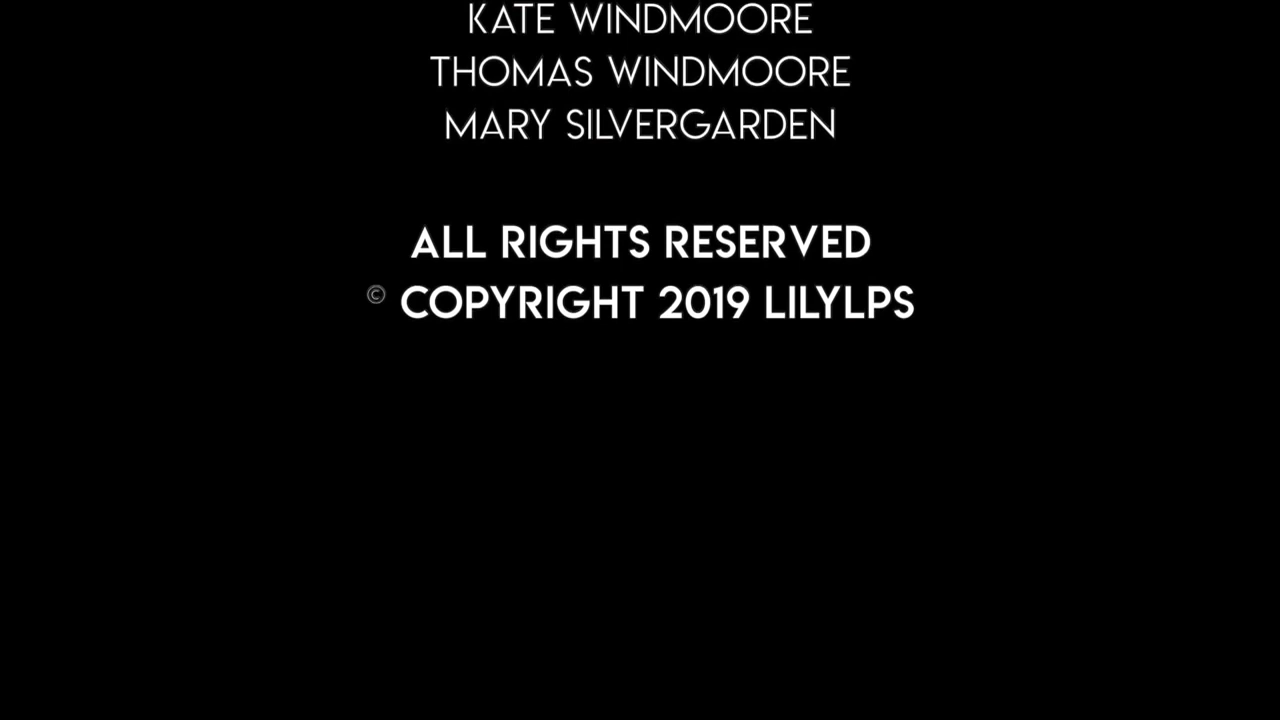 KATE WINDMOORE
THOMAS WINDMOORE
MARY SILVERGARDEN
ALL RIGHTS RESERVED
© COPYRIGHT 2019 LILYLPS